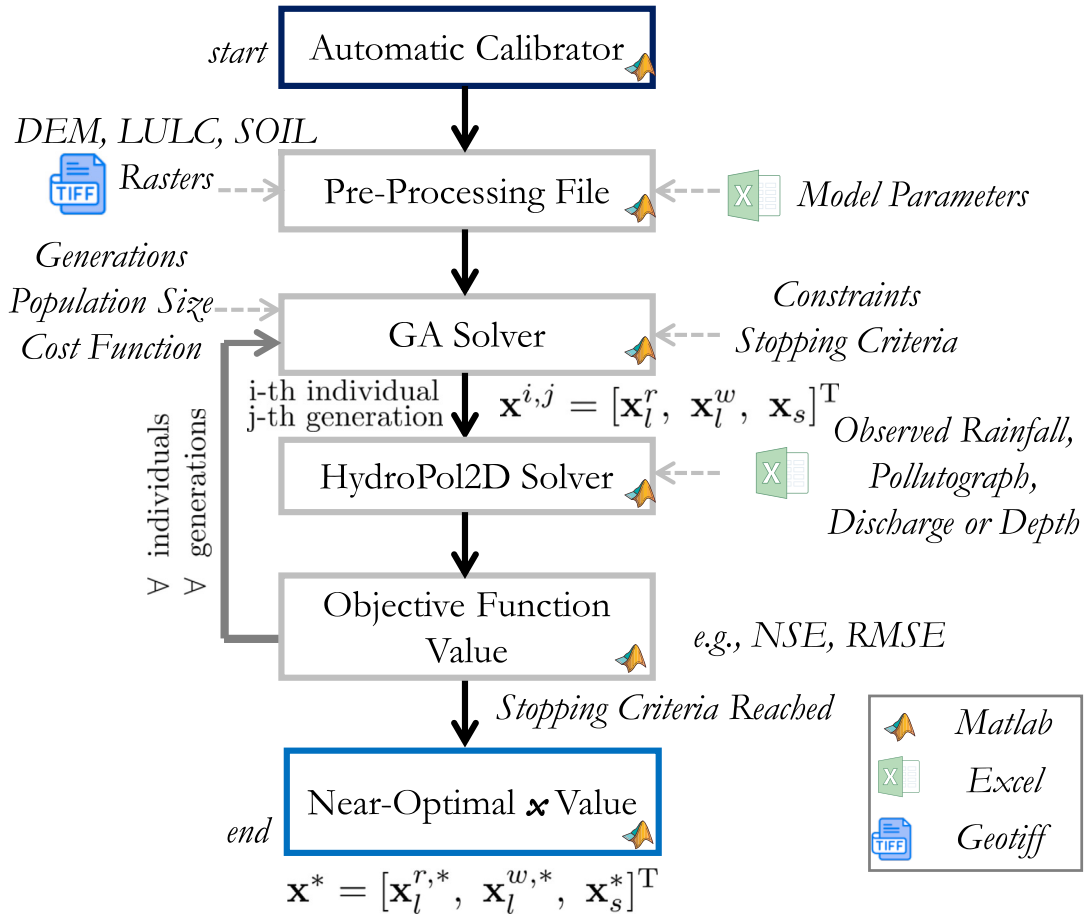 start
Automatic Calibrator
DEM, LULC, SOIL
TIFF
Rasters
Pre-Processing File
X
Model Parameters
Generations
Population Size
Cost Function
GA Solver
Constraints
Stopping Criteria
i-th individual
j-th generation
𝐱^{i,j} = [𝐱_l^r, 𝐱_l^w, 𝐱_s]^T
∀ individuals
∀ generations
HydroPol2D Solver
X
Observed Rainfall,
Pollutograph,
Discharge or Depth
Objective Function
Value
e.g., NSE, RMSE
Stopping Criteria Reached
Near-Optimal 𝒙 Value
end
𝐱^* = [𝐱_l^{r,*}, 𝐱_l^{w,*}, 𝐱_s^*]^T
Matlab
X
Excel
TIFF
Geotiff